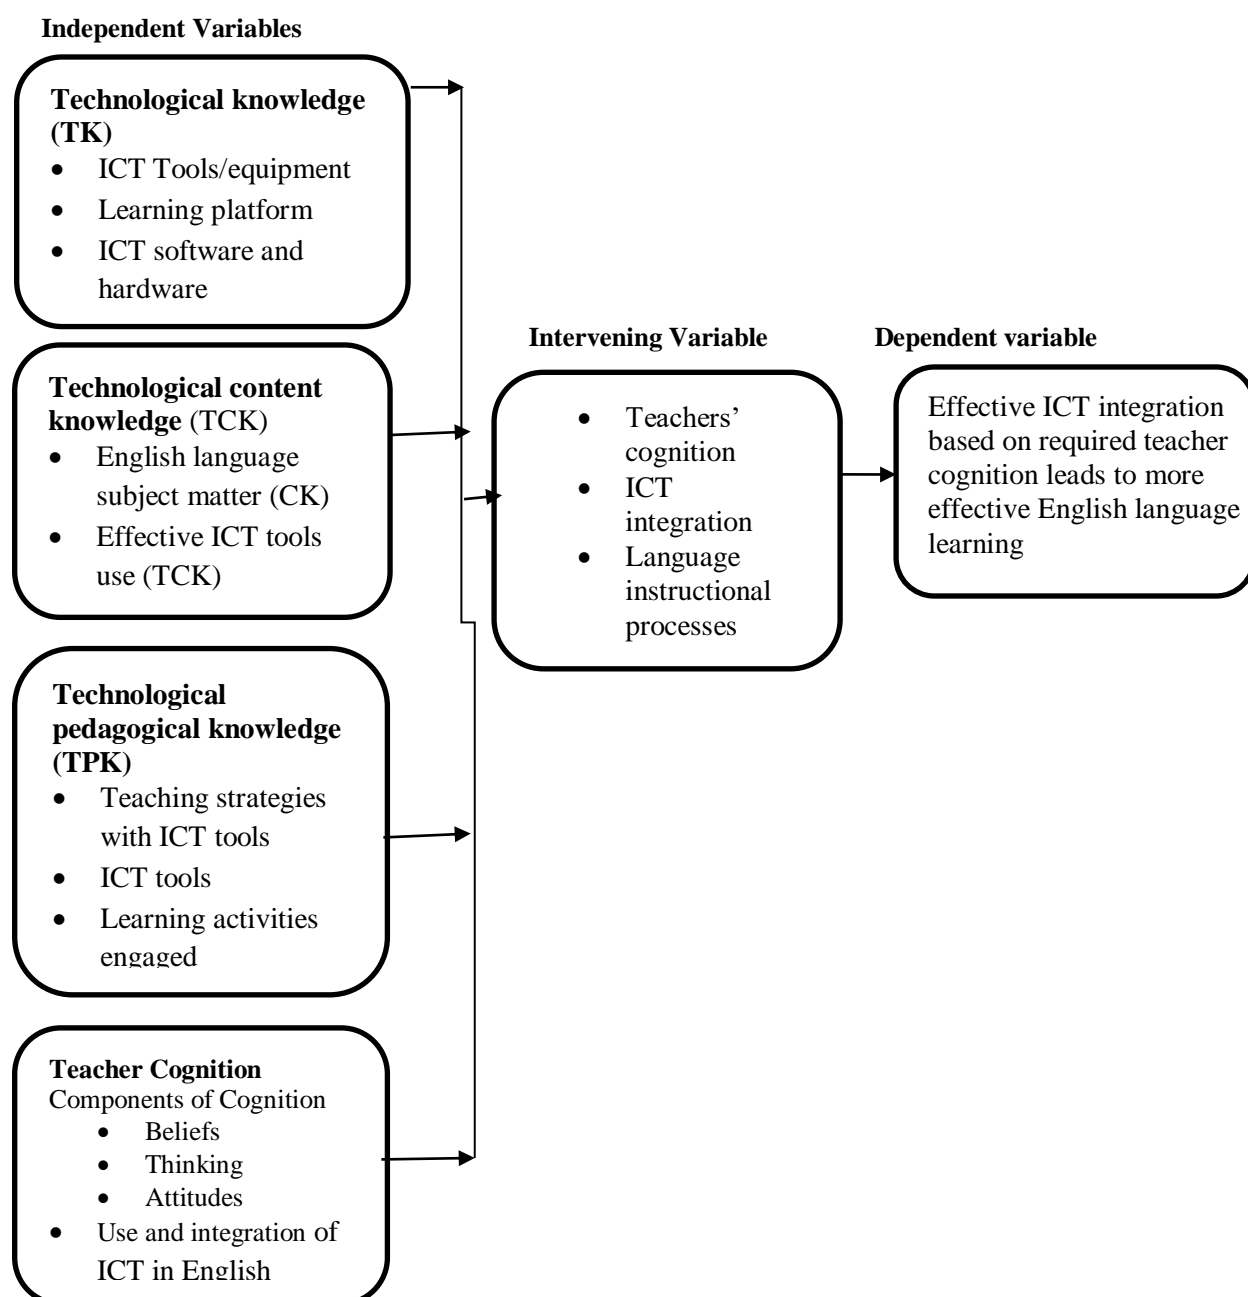 Independent Variables
Technological knowledge
(TK)
• ICT Tools/equipment
• Learning platform
• ICT software and
hardware
Technological content
knowledge (TCK)
• English language
subject matter (CK)
• Effective ICT tools
use (TCK)
Technological
pedagogical knowledge
(TPK)
• Teaching strategies
with ICT tools
• ICT tools
• Learning activities
engaged
Teacher Cognition
Components of Cognition
• Beliefs
• Thinking
• Attitudes
• Use and integration of
ICT in English
Intervening Variable
• Teachers’
cognition
• ICT
integration
• Language
instructional
processes
Dependent variable
Effective ICT integration
based on required teacher
cognition leads to more
effective English language
learning